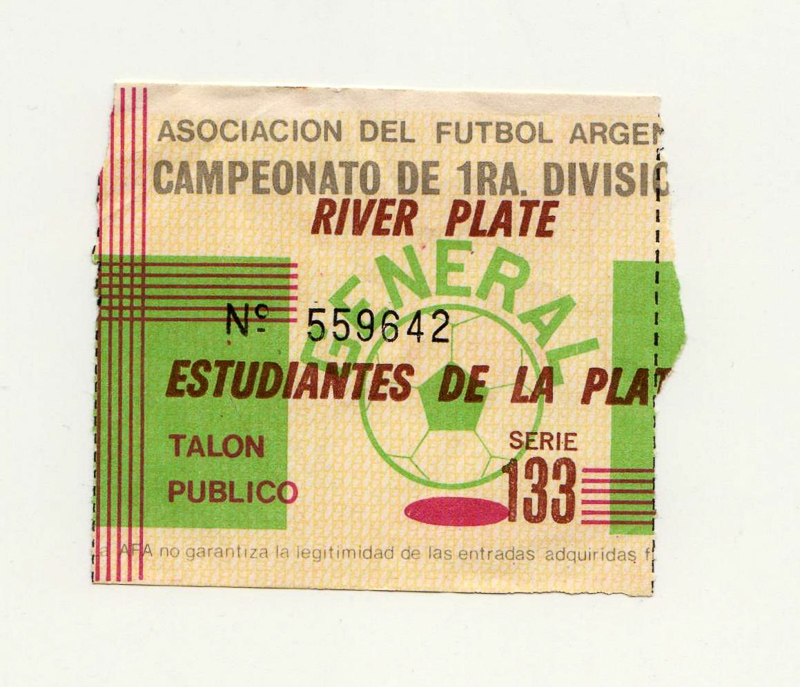 ASOCIACION DEL FUTBOL ARGEN
CAMPEONATO DE 1RA. DIVISIO
RIVER PLATE
GENERAL
Nº 559642
ESTUDIANTES DE LA PLAT
TALON
PUBLICO
SERIE
133
a AFA no garantiza la legitimidad de las entradas adquiridas f